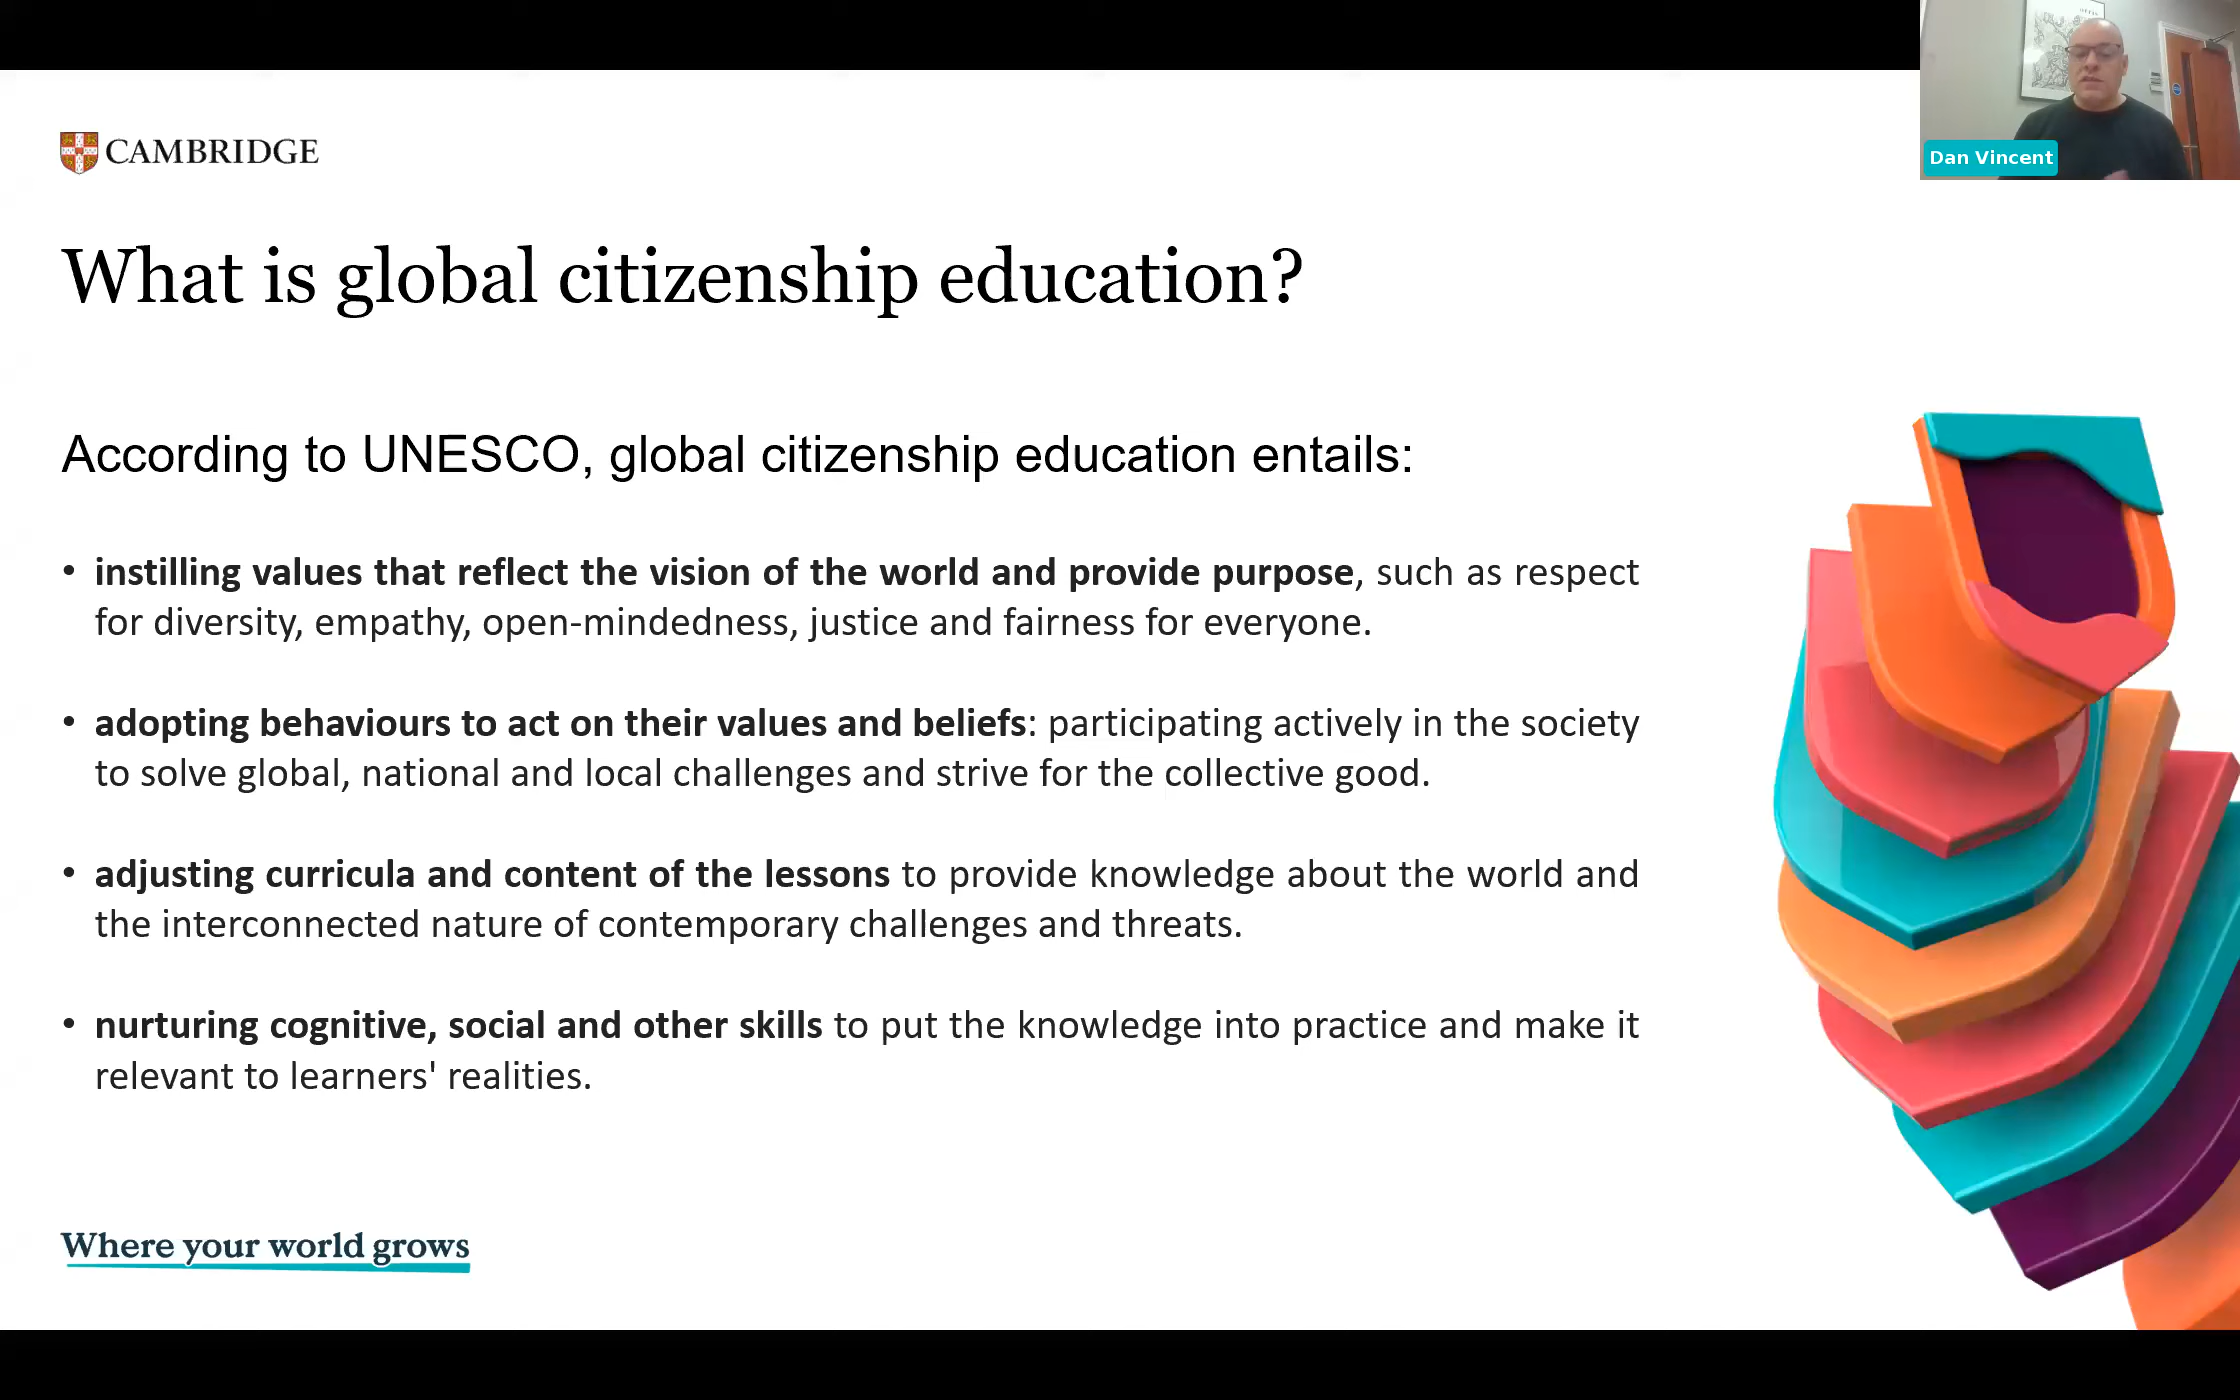 Dan Vincent
CAMBRIDGE
What is global citizenship education?
According to UNESCO, global citizenship education entails:
• instilling values that reflect the vision of the world and provide purpose, such as respect
for diversity, empathy, open-mindedness, justice and fairness for everyone.
• adopting behaviours to act on their values and beliefs: participating actively in the society
to solve global, national and local challenges and strive for the collective good.
• adjusting curricula and content of the lessons to provide knowledge about the world and
the interconnected nature of contemporary challenges and threats.
• nurturing cognitive, social and other skills to put the knowledge into practice and make it
relevant to learners' realities.
Where your world grows